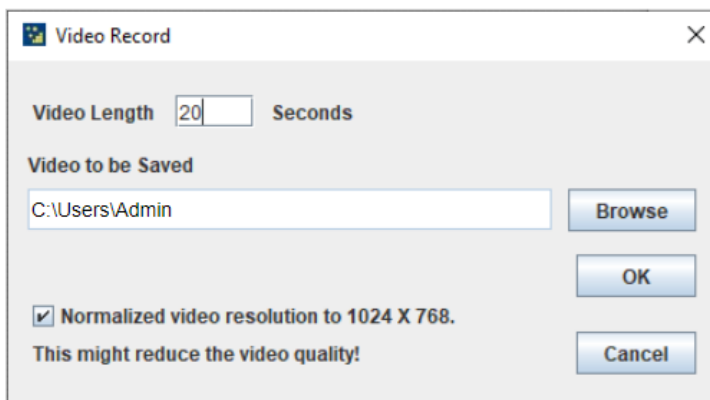 Video Record
Video Length 20 Seconds
Video to be Saved
C:\Users\Admin
Browse
OK
Normalized video resolution to 1024 X 768.
This might reduce the video quality!
Cancel